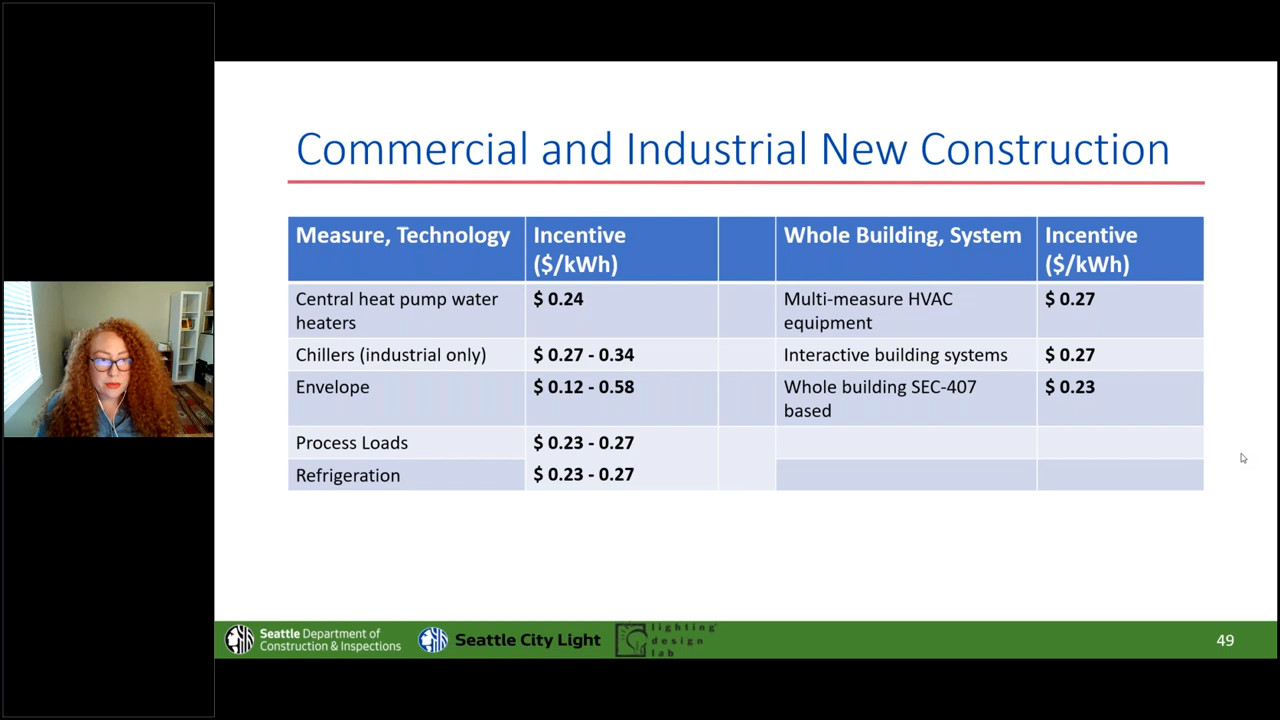 Commercial and Industrial New Construction
Measure, Technology
Incentive
($/kWh)
Whole Building, System
Incentive
($/kWh)
Central heat pump water
heaters
$ 0.24
Multi-measure HVAC
equipment
$ 0.27
Chillers (industrial only)
$ 0.27 - 0.34
Interactive building systems
$ 0.27
Envelope
$ 0.12 - 0.58
Whole building SEC-407
based
$ 0.23
Process Loads
$ 0.23 - 0.27
Refrigeration
$ 0.23 - 0.27
Seattle Department of
Construction & Inspections
Seattle City Light
lighting
design
lab
49